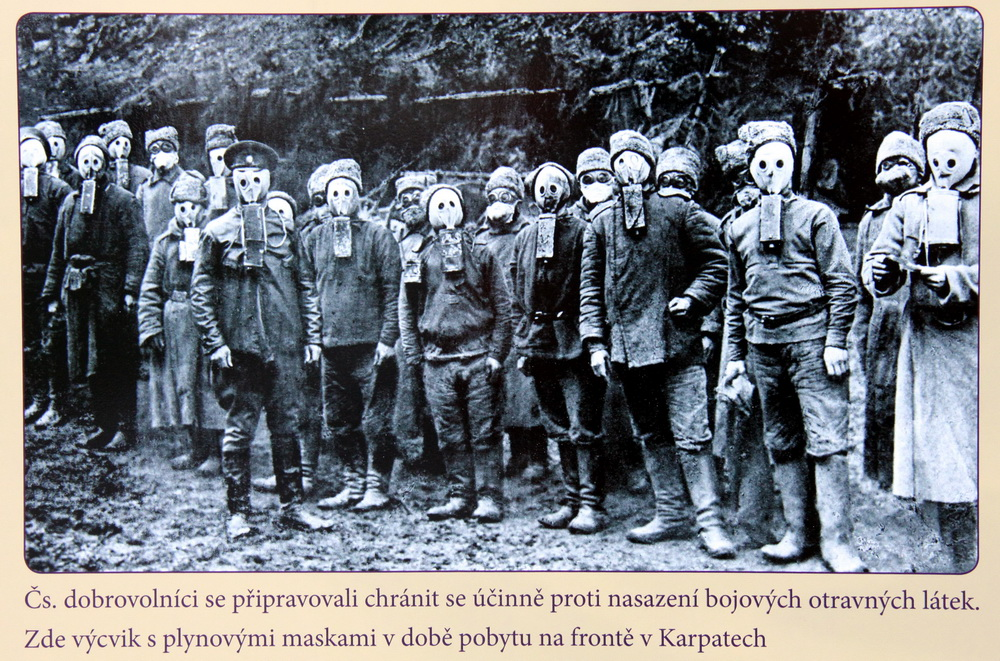 Čs. dobrovolníci se připravovali chránit se účinně proti nasazení bojových otravných látek.
Zde výcvik s plynovými maskami v době pobytu na frontě v Karpatech